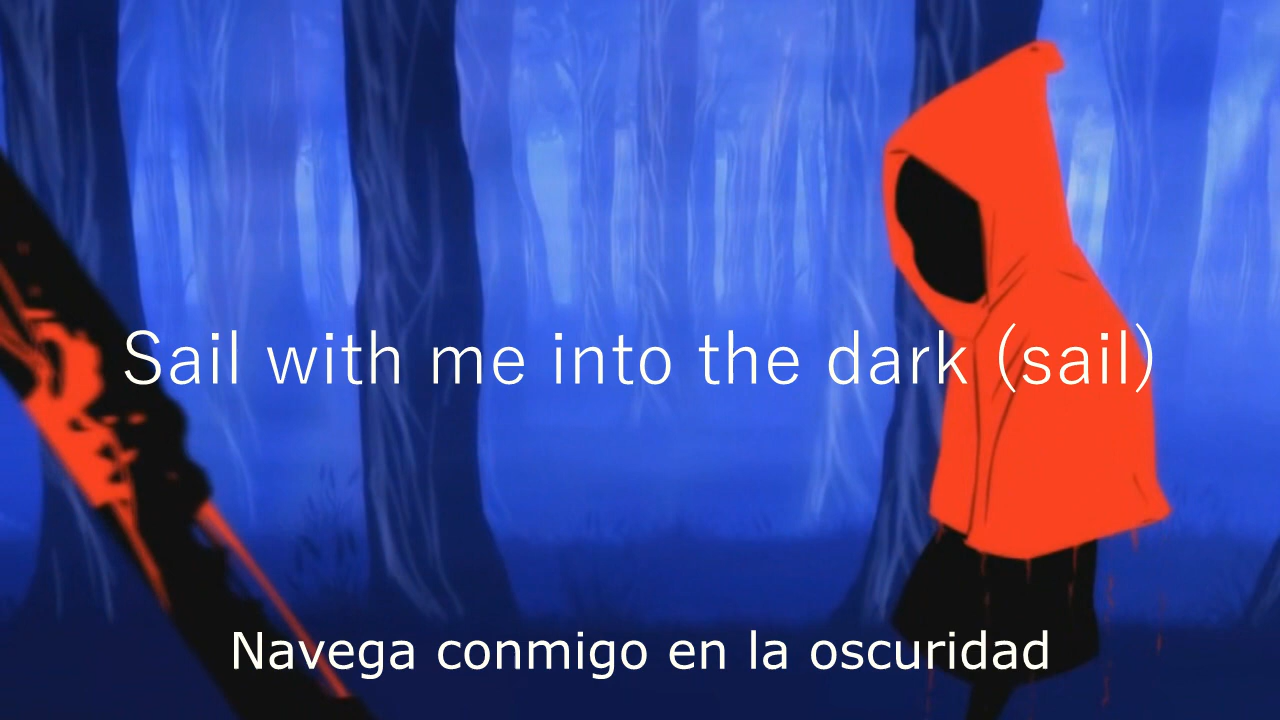 Sail with me into the dark (sail)
Navega conmigo en la oscuridad